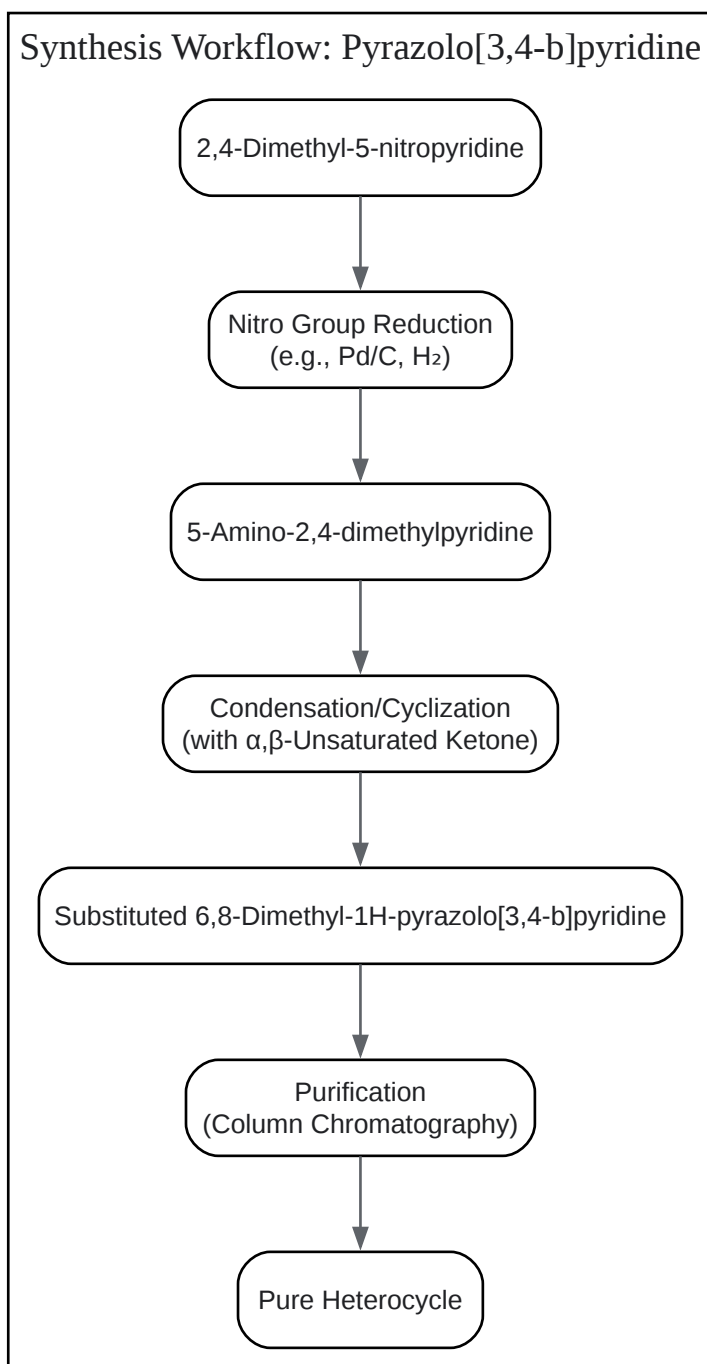 Synthesis Workflow: Pyrazolo[3,4-b]pyridine
2,4-Dimethyl-5-nitropyridine
Nitro Group Reduction
(e.g., Pd/C, H₂)
5-Amino-2,4-dimethylpyridine
Condensation/Cyclization
(with α,β-Unsaturated Ketone)
Substituted 6,8-Dimethyl-1H-pyrazolo[3,4-b]pyridine
Purification
(Column Chromatography)
Pure Heterocycle